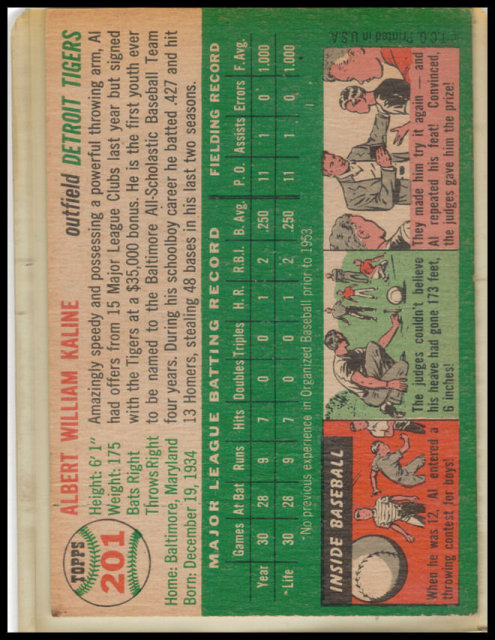 TOPPS
201
ALBERT WILLIAM KALINE
outfield DETROIT TIGERS
Height: 6' 1"
Weight: 175
Bats Right
Throws Right
Home: Baltimore, Maryland
Born: December 19, 1934
Amazingly speedy and possessing a powerful throwing arm, Al
had offers from 15 Major League Clubs last year but signed
with the Tigers at a $35,000 bonus. He is the first youth ever
to be named to the Baltimore All-Scholastic Baseball Team
four years. During his schoolboy career he batted .427 and hit
13 Homers, stealing 48 bases in his last two seasons.
MAJOR LEAGUE BATTING RECORD FIELDING RECORD
Games At Bat Runs Hits Doubles Triples H. R. R.B.I. B. Avg. P. O. Assists Errors F. Avg.
Year 30 28 9 7 0 0 1 2 .250 11 1 0 1.000
*Life 30 28 9 7 0 0 1 2 .250 11 1 0 1.000
*No previous experience in Organized Baseball prior to 1953.
INSIDE BASEBALL
When he was 12, Al entered a
throwing contest for boys!
The judges couldn't believe
his heave had gone 173 feet,
6 inches!
They made him try it again — and
Al repeated his feat! Convinced,
the judges gave him the prize!
T.C.G. Printed in U.S.A.